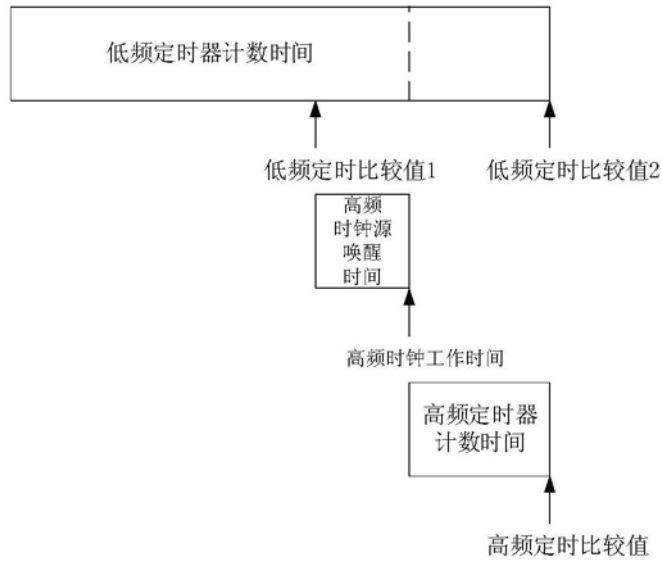 低频定时器计数时间
低频定时比较值1
低频定时比较值2
高频
时钟源
唤醒
时间
高频时钟工作时间
高频定时器
计数时间
高频定时比较值